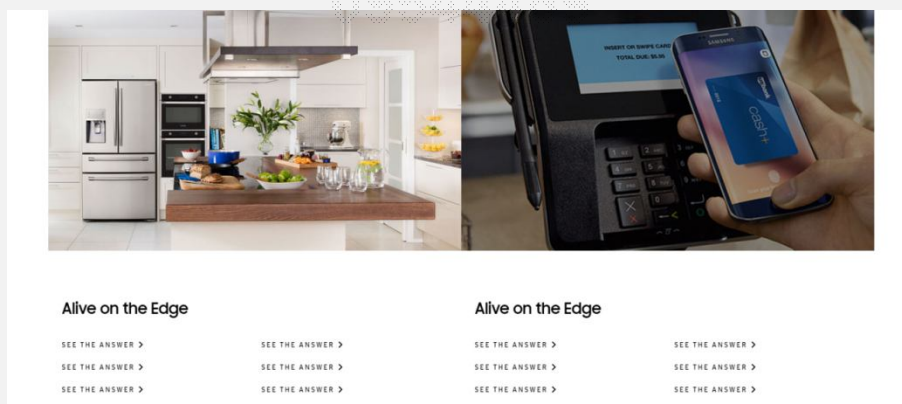 INSERT OR SWIPE CARD
TOTAL DUE: $5.35
SAMSUNG
cash+
Alive on the Edge
SEE THE ANSWER >
SEE THE ANSWER >
SEE THE ANSWER >
SEE THE ANSWER >
SEE THE ANSWER >
SEE THE ANSWER >
Alive on the Edge
SEE THE ANSWER >
SEE THE ANSWER >
SEE THE ANSWER >
SEE THE ANSWER >
SEE THE ANSWER >
SEE THE ANSWER >